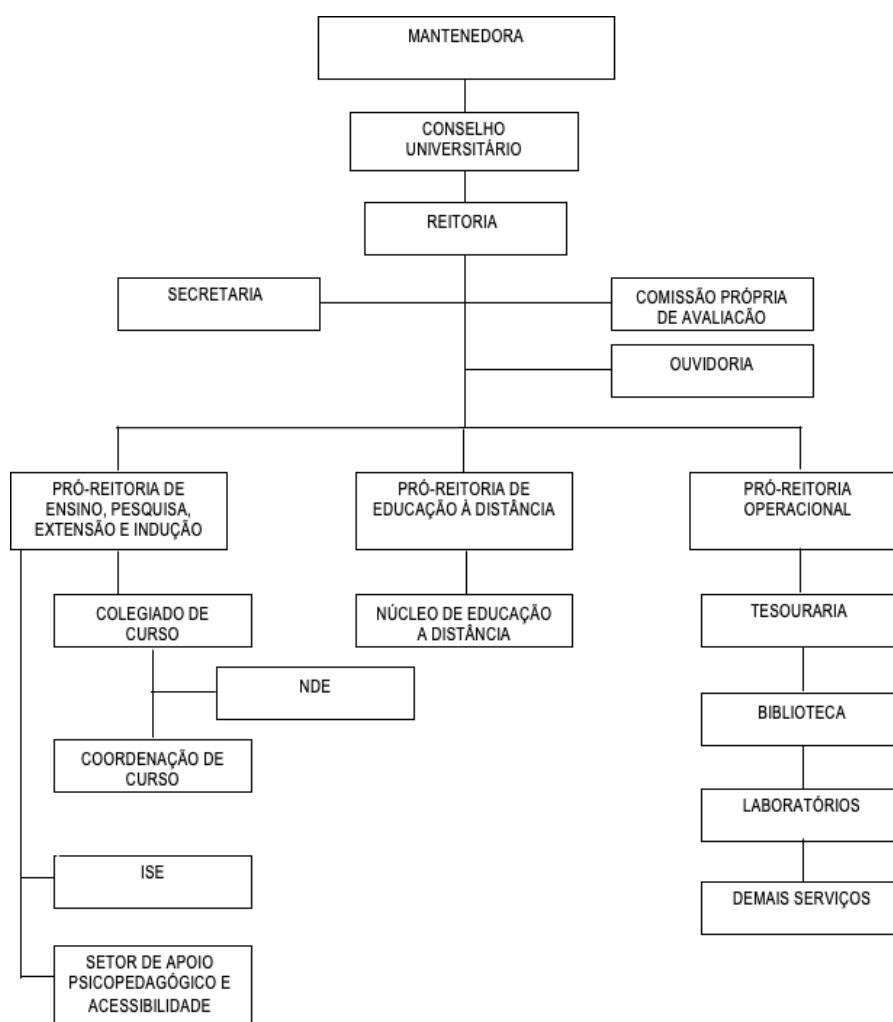 MANTENEDORA
CONSELHO
UNIVERSITÁRIO
REITORIA
SECRETARIA
COMISSÃO PRÓPRIA
DE AVALIACÃO
OUVIDORIA
PRÓ-REITORIA DE
ENSINO, PESQUISA,
EXTENSÃO E INDUÇÃO
PRÓ-REITORIA DE
EDUCAÇÃO À DISTÂNCIA
PRÓ-REITORIA
OPERACIONAL
COLEGIADO DE
CURSO
NÚCLEO DE EDUCAÇÃO
A DISTÂNCIA
TESOURARIA
NDE
BIBLIOTECA
COORDENAÇÃO DE
CURSO
LABORATÓRIOS
ISE
DEMAIS SERVIÇOS
SETOR DE APOIO
PSICOPEDAGÓGICO E
ACESSIBILIDADE